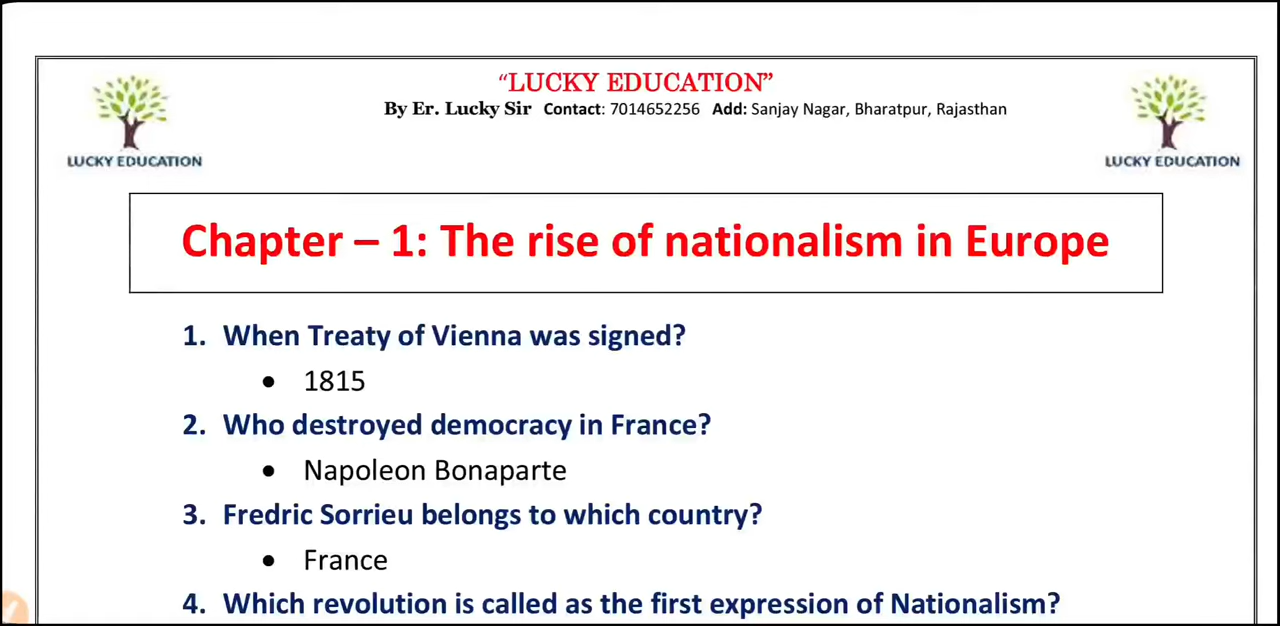 “LUCKY EDUCATION”
By Er. Lucky Sir Contact: 7014652256 Add: Sanjay Nagar, Bharatpur, Rajasthan
LUCKY EDUCATION
LUCKY EDUCATION
Chapter – 1: The rise of nationalism in Europe
1. When Treaty of Vienna was signed?
• 1815
2. Who destroyed democracy in France?
• Napoleon Bonaparte
3. Fredric Sorrieu belongs to which country?
• France
4. Which revolution is called as the first expression of Nationalism?